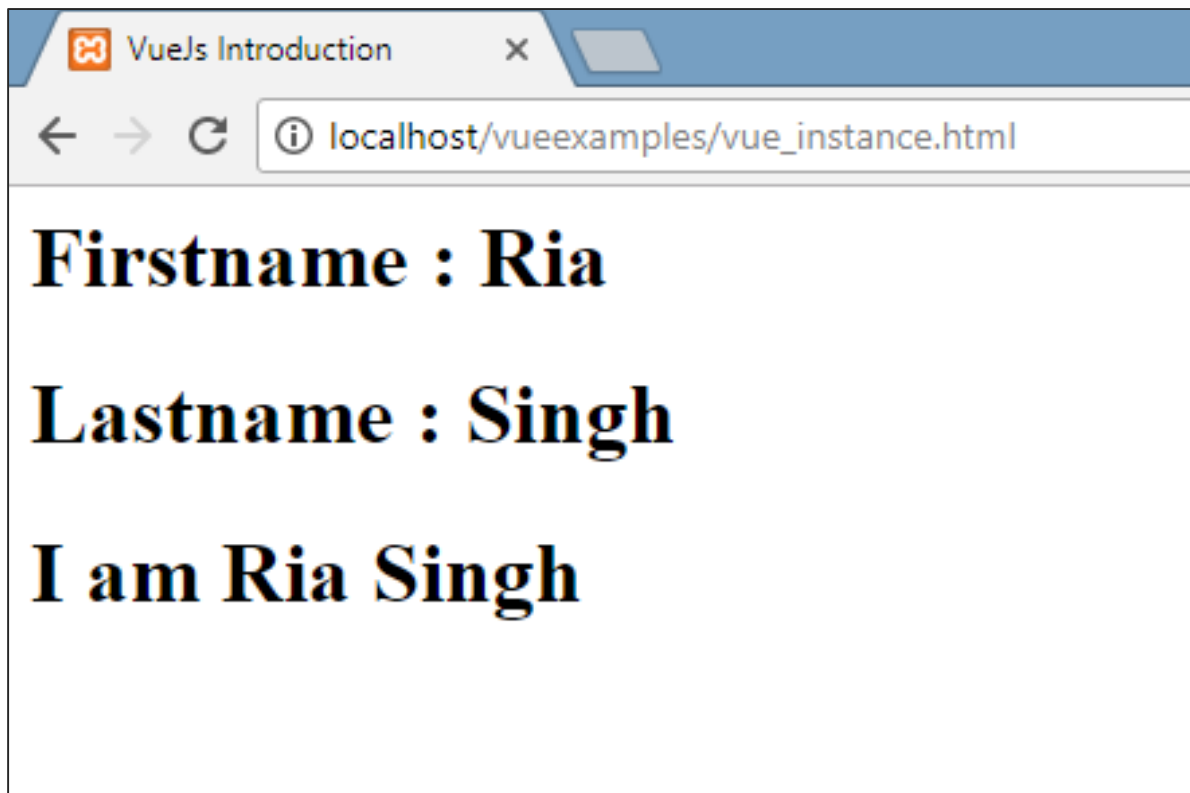 VueJs Introduction
localhost/vueexamples/vue_instance.html
Firstname : Ria
Lastname : Singh
I am Ria Singh